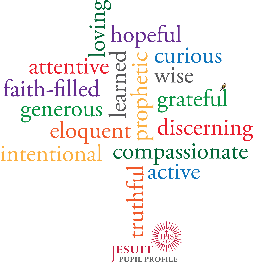 loving
hopeful
curious
attentive
learned
prophetic
wise
faith-filled
grateful
generous
eloquent
discerning
intentional
compassionate
truthful
active
JESUIT
PUPIL PROFILE